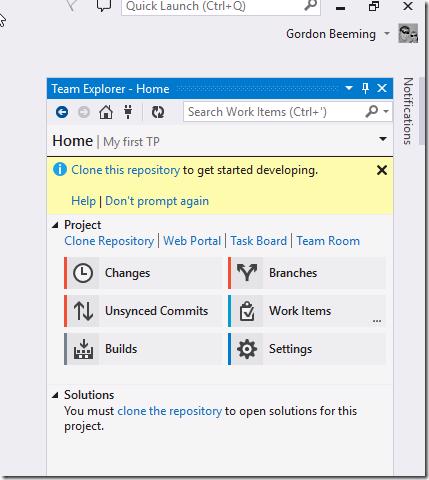 Quick Launch (Ctrl+Q)
Gordon Beeming
Notifications
Team Explorer - Home
Search Work Items (Ctrl+')
Home | My first TP
Clone this repository to get started developing.
Help | Don't prompt again
Project
Clone Repository | Web Portal | Task Board | Team Room
Changes
Branches
Unsynced Commits
Work Items
...
Builds
Settings
Solutions
You must clone the repository to open solutions for this
project.